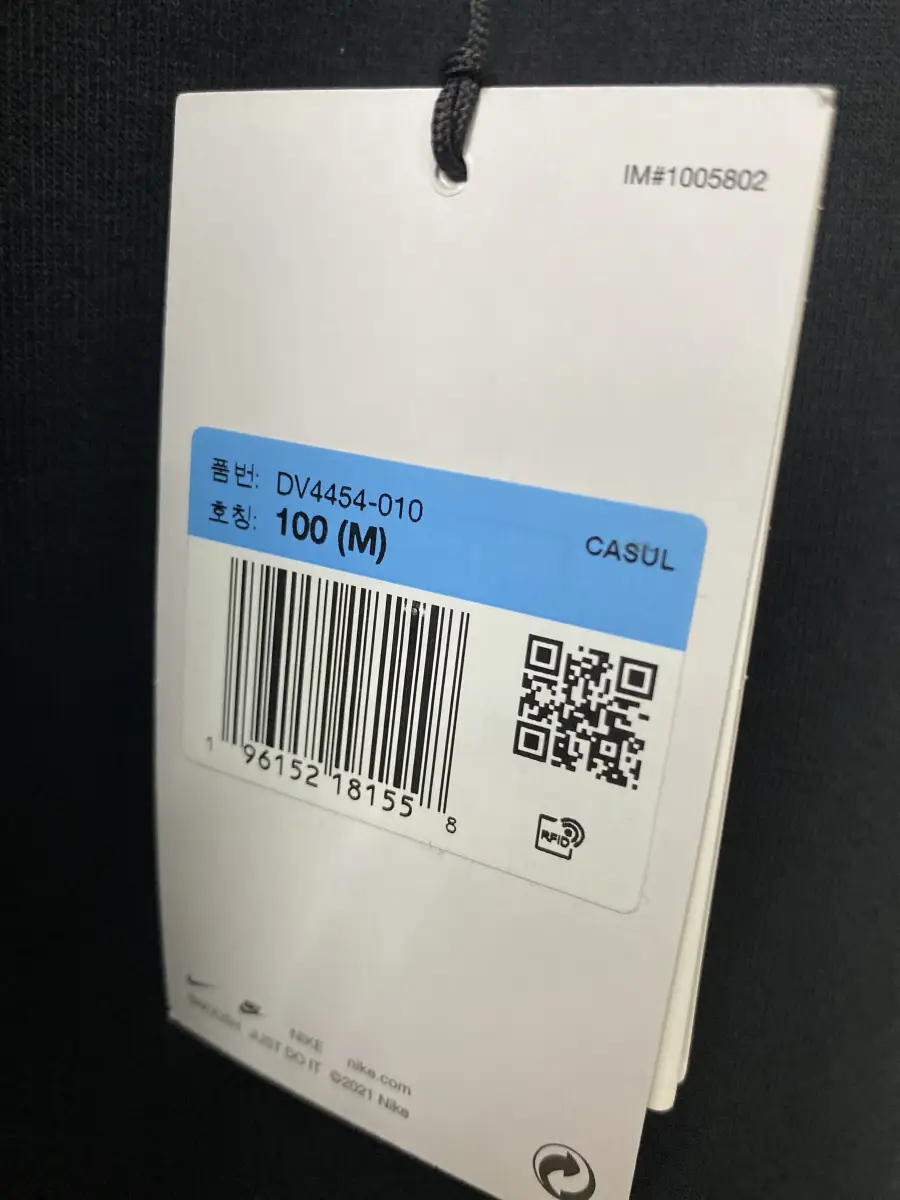 IM#1005802
품번: DV4454-010
호칭: 100 (M)
CASUL
1 96152 18155 8
RFID
NIKE nike.com
JUST DO IT ©2021 Nike